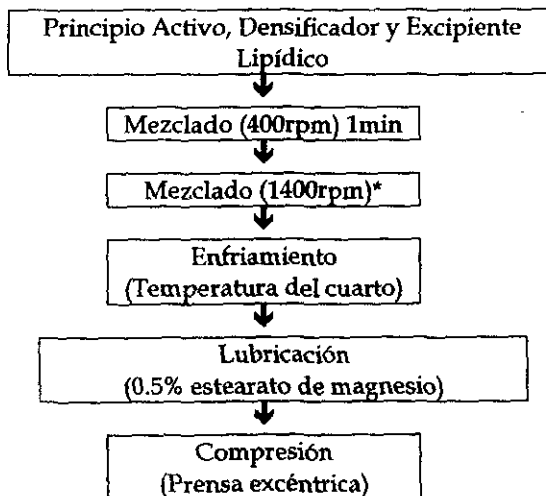 Principio Activo, Densificador y Excipiente
Lipídico
Mezclado (400rpm) 1min
Mezclado (1400rpm)*
Enfriamiento
(Temperatura del cuarto)
Lubricación
(0.5% estearato de magnesio)
Compresión
(Prensa excéntrica)